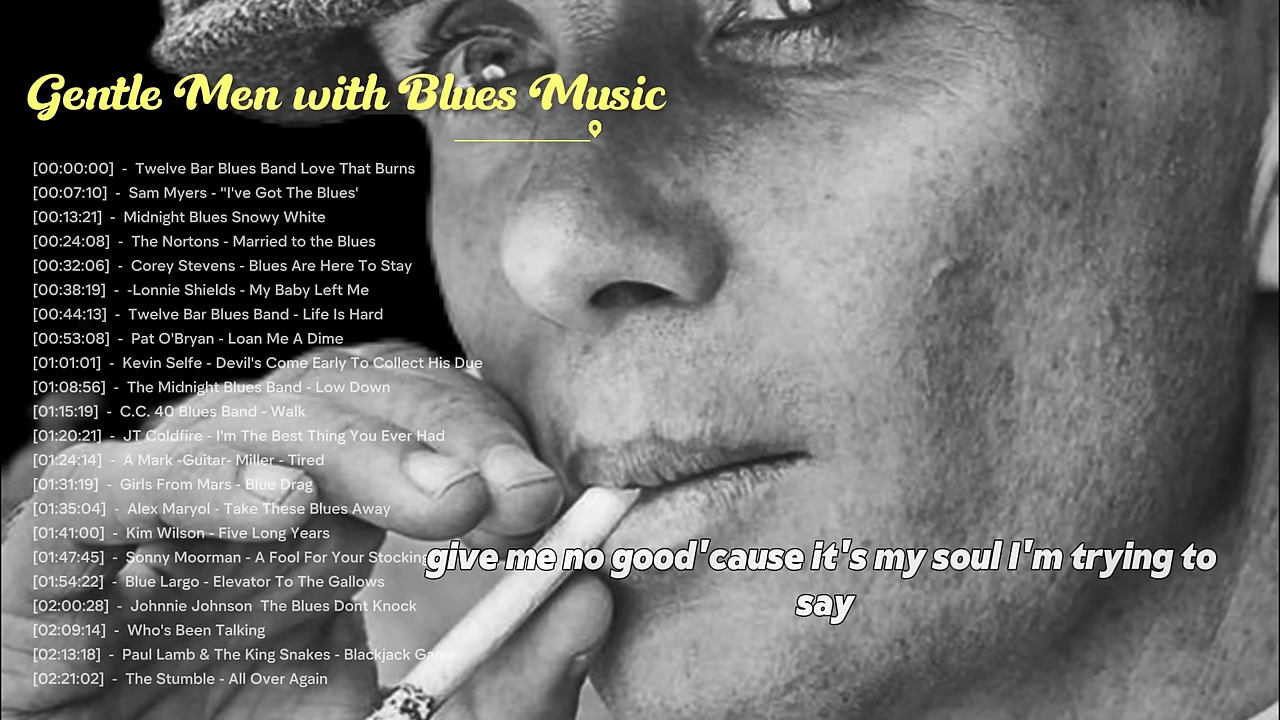 Gentle Men with Blues Music
[00:00:00] - Twelve Bar Blues Band Love That Burns
[00:07:10] - Sam Myers - "I've Got The Blues'
[00:13:21] - Midnight Blues Snowy White
[00:24:08] - The Nortons - Married to the Blues
[00:32:06] - Corey Stevens - Blues Are Here To Stay
[00:38:19] - -Lonnie Shields - My Baby Left Me
[00:44:13] - Twelve Bar Blues Band - Life Is Hard
[00:53:08] - Pat O'Bryan - Loan Me A Dime
[01:01:01] - Kevin Selfe - Devil's Come Early To Collect His Due
[01:08:56] - The Midnight Blues Band - Low Down
[01:15:19] - C.C. 40 Blues Band - Walk
[01:20:21] - JT Coldfire - I'm The Best Thing You Ever Had
[01:24:14] - A Mark -Guitar- Miller - Tired
[01:31:19] - Girls From Mars - Blue Drag
[01:35:04] - Alex Maryol - Take These Blues Away
[01:41:00] - Kim Wilson - Five Long Years
[01:47:45] - Sonny Moorman - A Fool For Your Stocking
[01:54:22] - Blue Largo - Elevator To The Gallows
[02:00:28] - Johnnie Johnson The Blues Dont Knock
[02:09:14] - Who's Been Talking
[02:13:18] - Paul Lamb & The King Snakes - Blackjack Game
[02:21:02] - The Stumble - All Over Again
give me no good'cause it's my soul I'm trying to
say